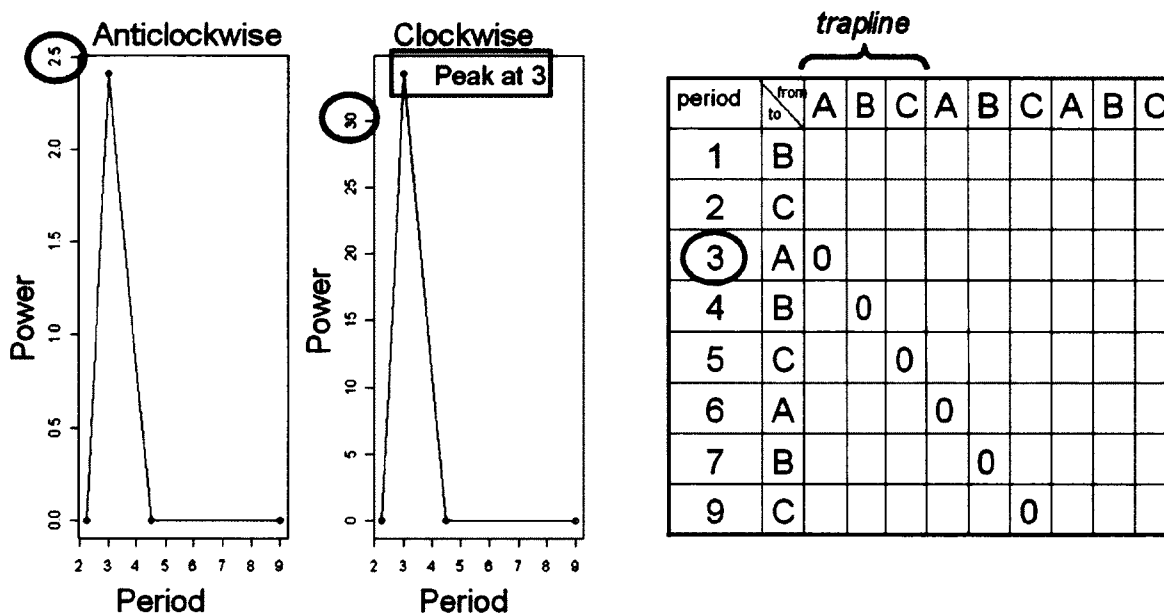 Anticlockwise
2.5
2.0
1.5
1.0
0.5
0.0
Power
2 3 4 5 6 7 8 9
Period
Clockwise
Peak at 3
30
25
20
15
10
5
0
Power
2 3 4 5 6 7 8 9
Period
trapline
period from to A B C A B C A B C
1 B
2 C
3 A 0
4 B 0
5 C 0
6 A 0
7 B 0
9 C 0